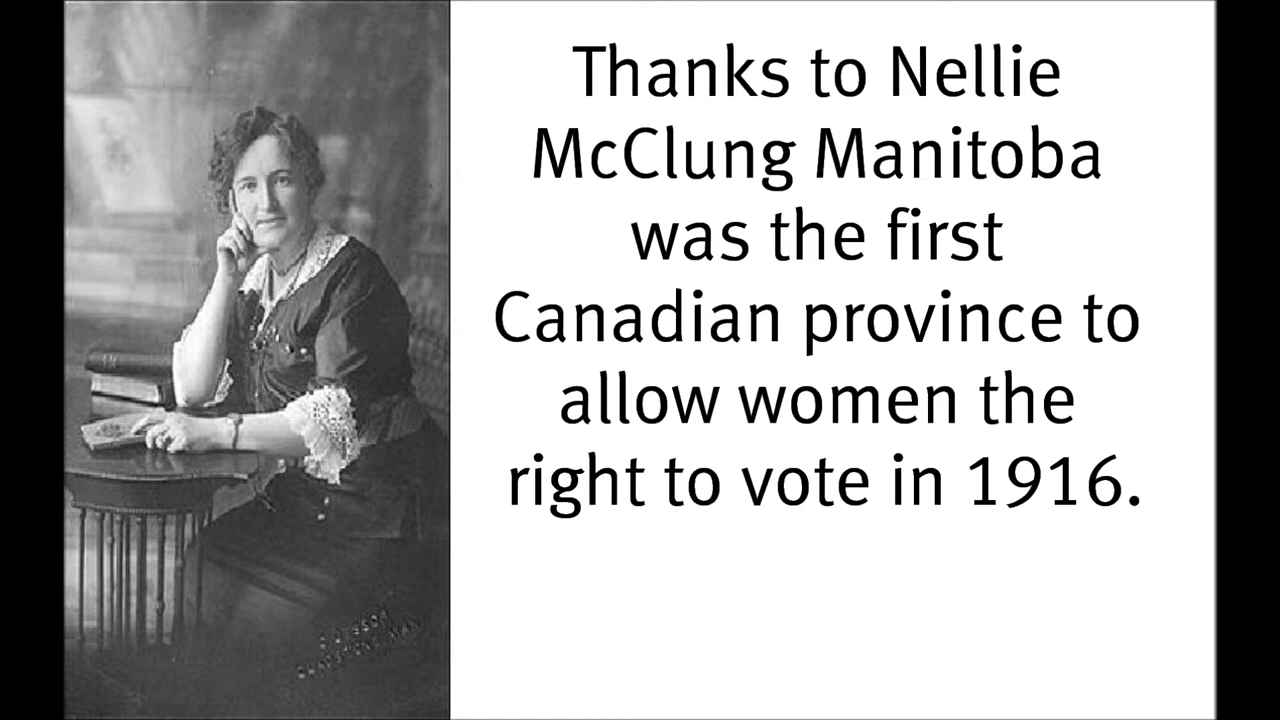 Thanks to Nellie
McClung Manitoba
was the first
Canadian province to
allow women the
right to vote in 1916.